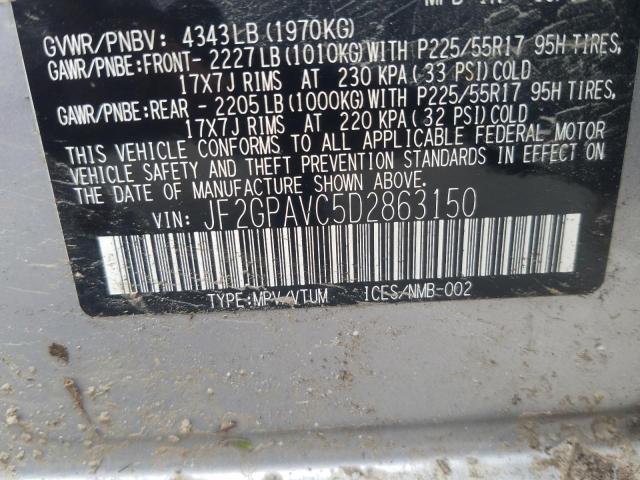 GVWR/PNBV: 4343LB(1970KG)
GAWR/PNBE:FRONT- 2227LB(1010KG)WITH P225/55R17 95H TIRES,
17X7J RIMS AT 230 KPA(33 PSI)COLD
GAWR/PNBE:REAR - 2205LB(1000KG)WITH P225/55R17 95H TIRES,
17X7J RIMS AT 220 KPA(32 PSI)COLD
THIS VEHICLE CONFORMS TO ALL APPLICABLE FEDERAL MOTOR
VEHICLE SAFETY AND THEFT PREVENTION STANDARDS IN EFFECT ON
THE DATE OF MANUFACTURE SHOWN ABOVE.
VIN: JF2GPAVC5D2863150
TYPE:MPV/VTUM ICES/NMB-002